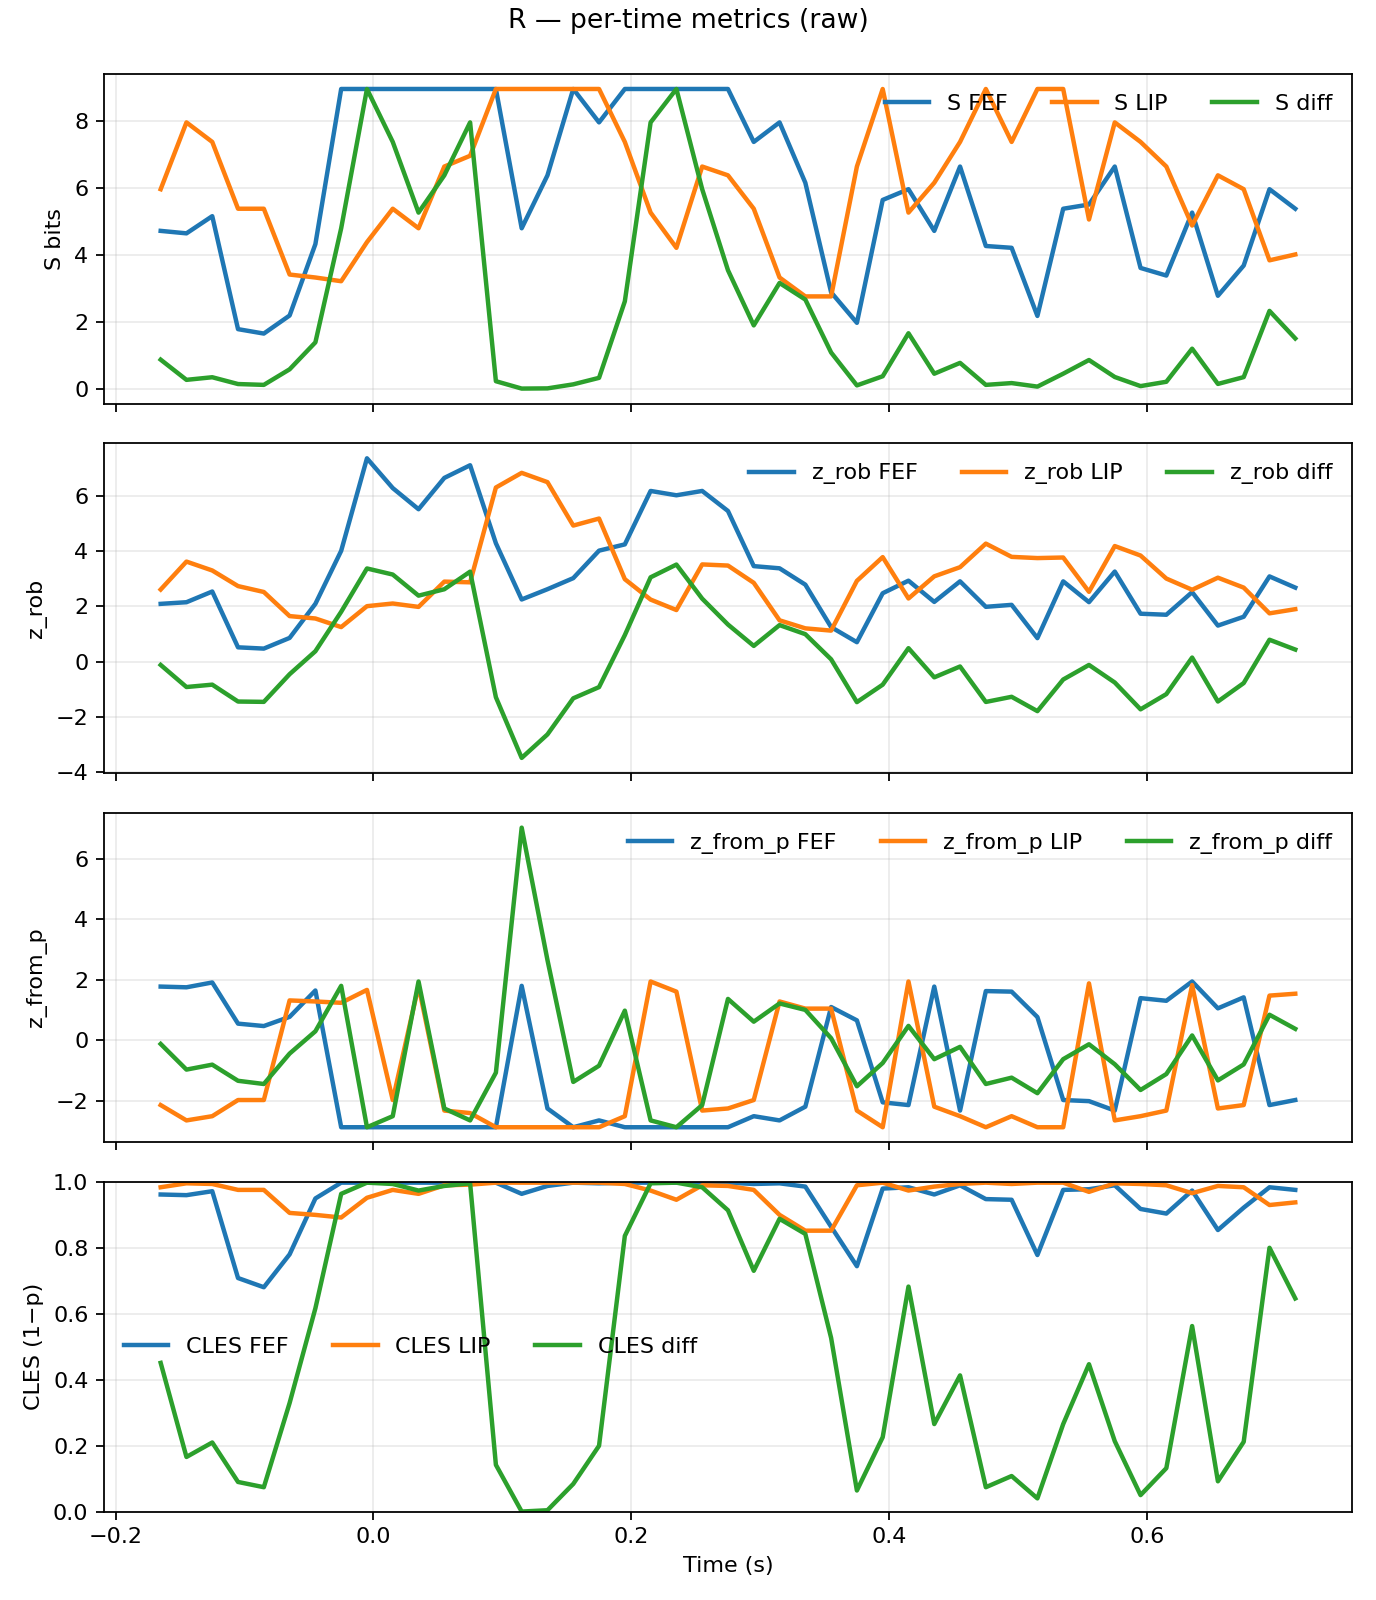 R — per-time metrics (raw)
S bits
8
6
4
2
0
S FEF S LIP S diff
z_rob
6
4
2
0
−2
−4
z_rob FEF z_rob LIP z_rob diff
z_from_p
6
4
2
0
−2
z_from_p FEF z_from_p LIP z_from_p diff
CLES (1−p)
1.0
0.8
0.6
0.4
0.2
0.0
CLES FEF CLES LIP CLES diff
−0.2 0.0 0.2 0.4 0.6
Time (s)